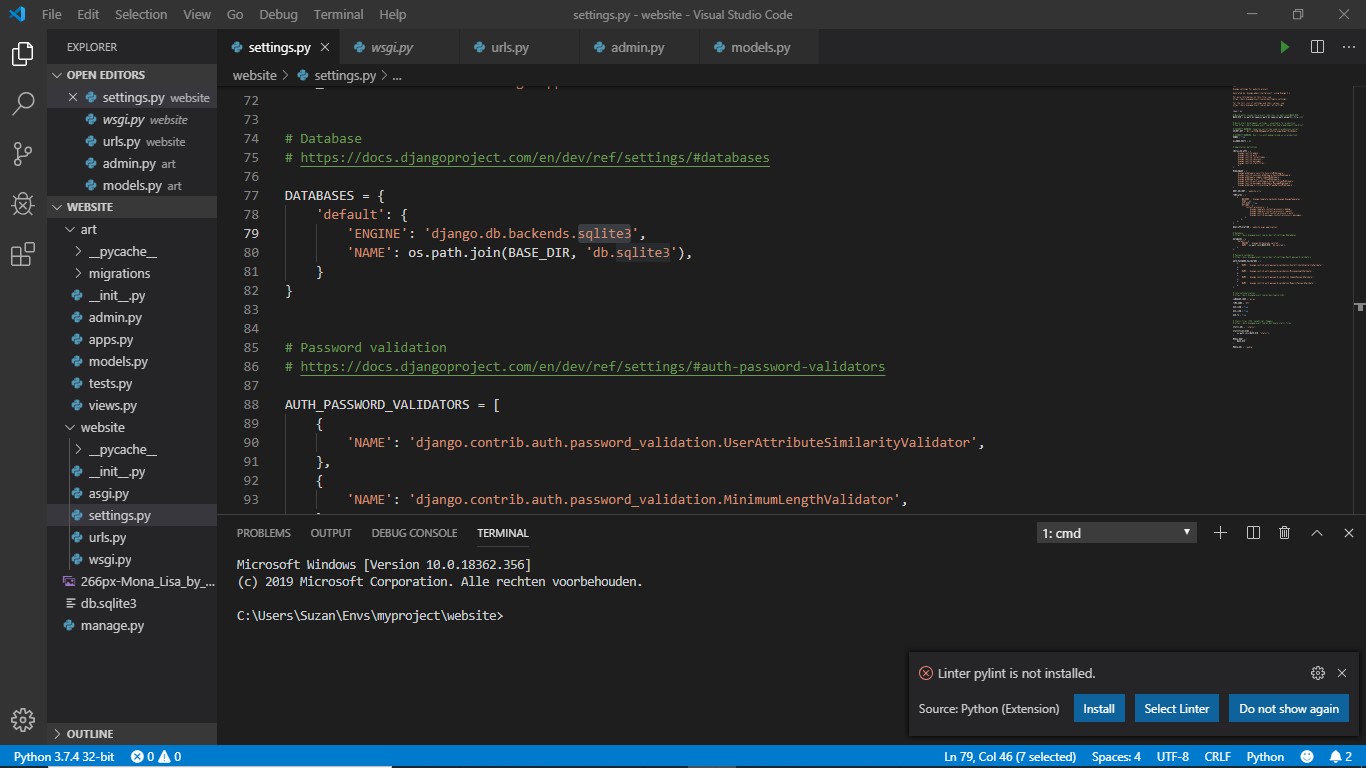 File Edit Selection View Go Debug Terminal Help settings.py - website - Visual Studio Code
EXPLORER
OPEN EDITORS
settings.py website
wsgi.py website
urls.py website
admin.py art
models.py art
WEBSITE
art
__pycache__
migrations
__init__.py
admin.py
apps.py
models.py
tests.py
views.py
website
__pycache__
__init__.py
asgi.py
settings.py
urls.py
wsgi.py
266px-Mona_Lisa_by_...
db.sqlite3
manage.py
OUTLINE
settings.py wsgi.py urls.py admin.py models.py
website > settings.py > ...
72
73
74 # Database
75 # https://docs.djangoproject.com/en/dev/ref/settings/#databases
76
77 DATABASES = {
78 'default': {
79 'ENGINE': 'django.db.backends.sqlite3',
80 'NAME': os.path.join(BASE_DIR, 'db.sqlite3'),
81 }
82 }
83
84
85 # Password validation
86 # https://docs.djangoproject.com/en/dev/ref/settings/#auth-password-validators
87
88 AUTH_PASSWORD_VALIDATORS = [
89 {
90 'NAME': 'django.contrib.auth.password_validation.UserAttributeSimilarityValidator',
91 },
92 {
93 'NAME': 'django.contrib.auth.password_validation.MinimumLengthValidator',
PROBLEMS OUTPUT DEBUG CONSOLE TERMINAL 1: cmd
Microsoft Windows [Version 10.0.18362.356]
(c) 2019 Microsoft Corporation. Alle rechten voorbehouden.
C:\Users\Suzan\Envs\myproject\website>
Linter pylint is not installed.
Source: Python (Extension) Install Select Linter Do not show again
Python 3.7.4 32-bit 0 0 Ln 79, Col 46 (7 selected) Spaces: 4 UTF-8 CRLF Python 2